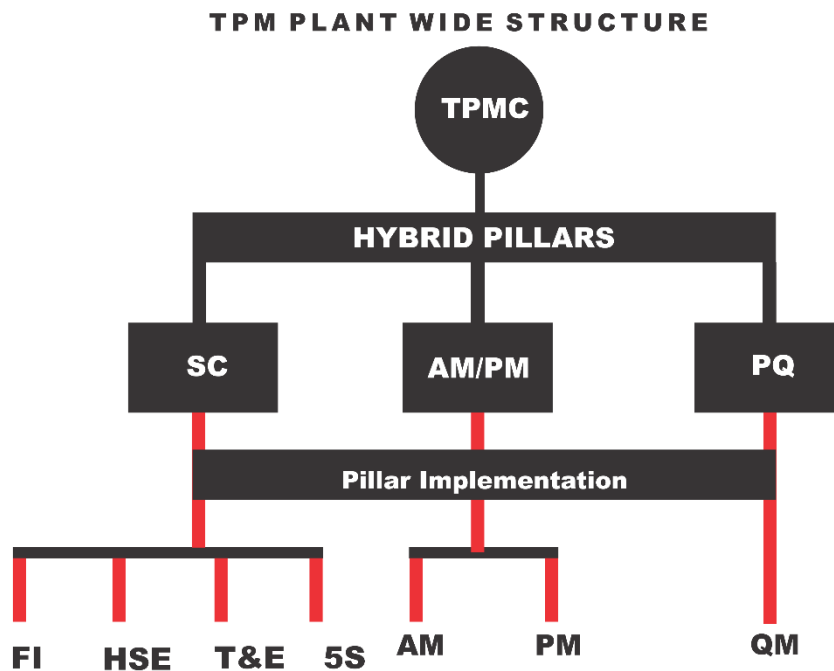 TPM PLANT WIDE STRUCTURE
TPMC
HYBRID PILLARS
SC
AM/PM
PQ
Pillar Implementation
FI
HSE
T&E
5S
AM
PM
QM